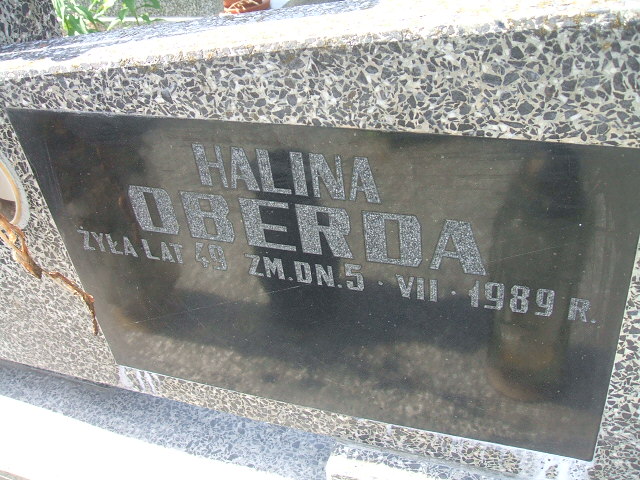 HALINA
OBERDA
ŻYŁA LAT 49 ZM.DN.5 · VII · 1989 R.